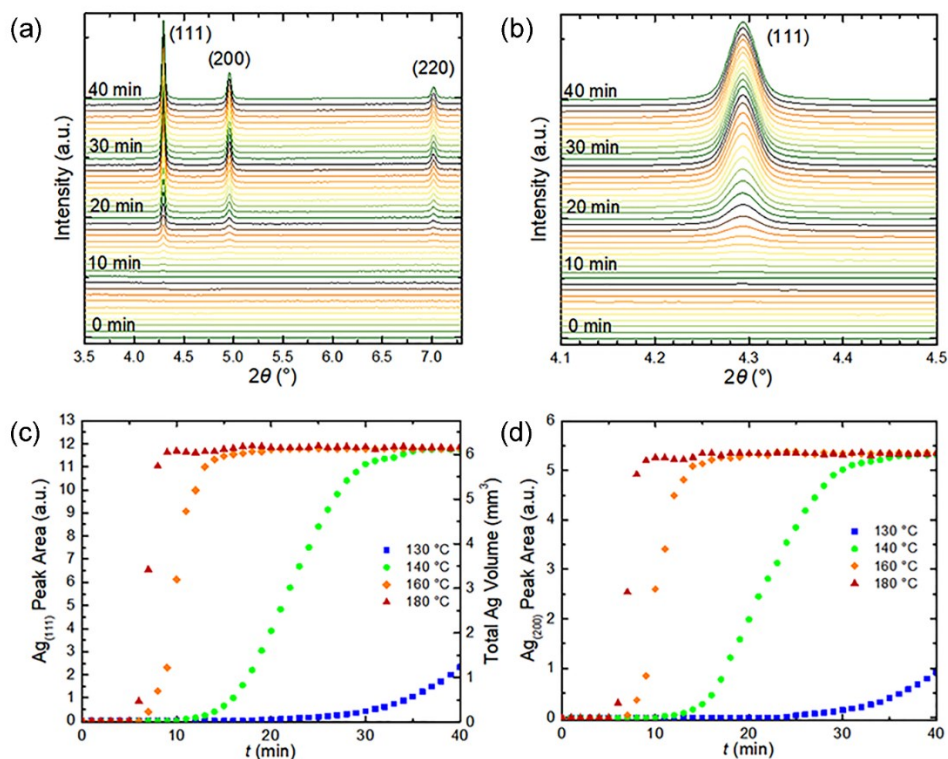 (a)
(111)
(200)
(220)
40 min
30 min
20 min
10 min
0 min
Intensity (a.u.)
3.5 4.0 4.5 5.0 5.5 6.0 6.5 7.0
2θ (°)
(b)
(111)
40 min
30 min
20 min
10 min
0 min
Intensity (a.u.)
4.1 4.2 4.3 4.4 4.5
2θ (°)
(c)
13
12
11
10
9
8
7
6
5
4
3
2
1
0
Ag(111) Peak Area (a.u.)
130 °C
140 °C
160 °C
180 °C
6
5
4
3
2
1
0
Total Ag Volume (mm³)
0 10 20 30 40
t (min)
(d)
6
5
4
3
2
1
0
Ag(200) Peak Area (a.u.)
130 °C
140 °C
160 °C
180 °C
0 10 20 30 40
t (min)